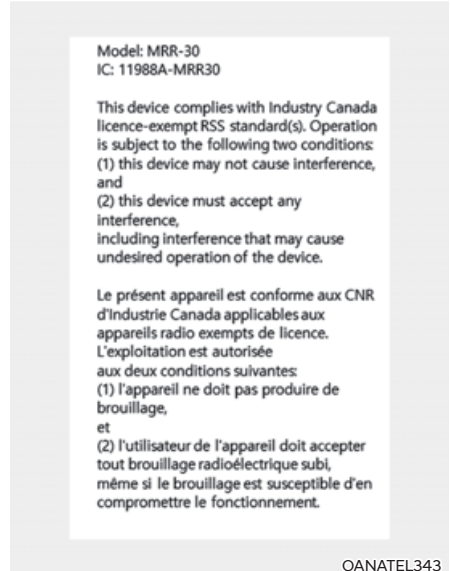 Model: MRR-30
IC: 11988A-MRR30
This device complies with Industry Canada
licence-exempt RSS standard(s). Operation
is subject to the following two conditions:
(1) this device may not cause interference,
and
(2) this device must accept any
interference,
including interference that may cause
undesired operation of the device.
Le présent appareil est conforme aux CNR
d'Industrie Canada applicables aux
appareils radio exempts de licence.
L'exploitation est autorisée
aux deux conditions suivantes:
(1) l'appareil ne doit pas produire de
brouillage,
et
(2) l'utilisateur de l'appareil doit accepter
tout brouillage radioélectrique subi,
même si le brouillage est susceptible d'en
compromettre le fonctionnement.
OANATEL343